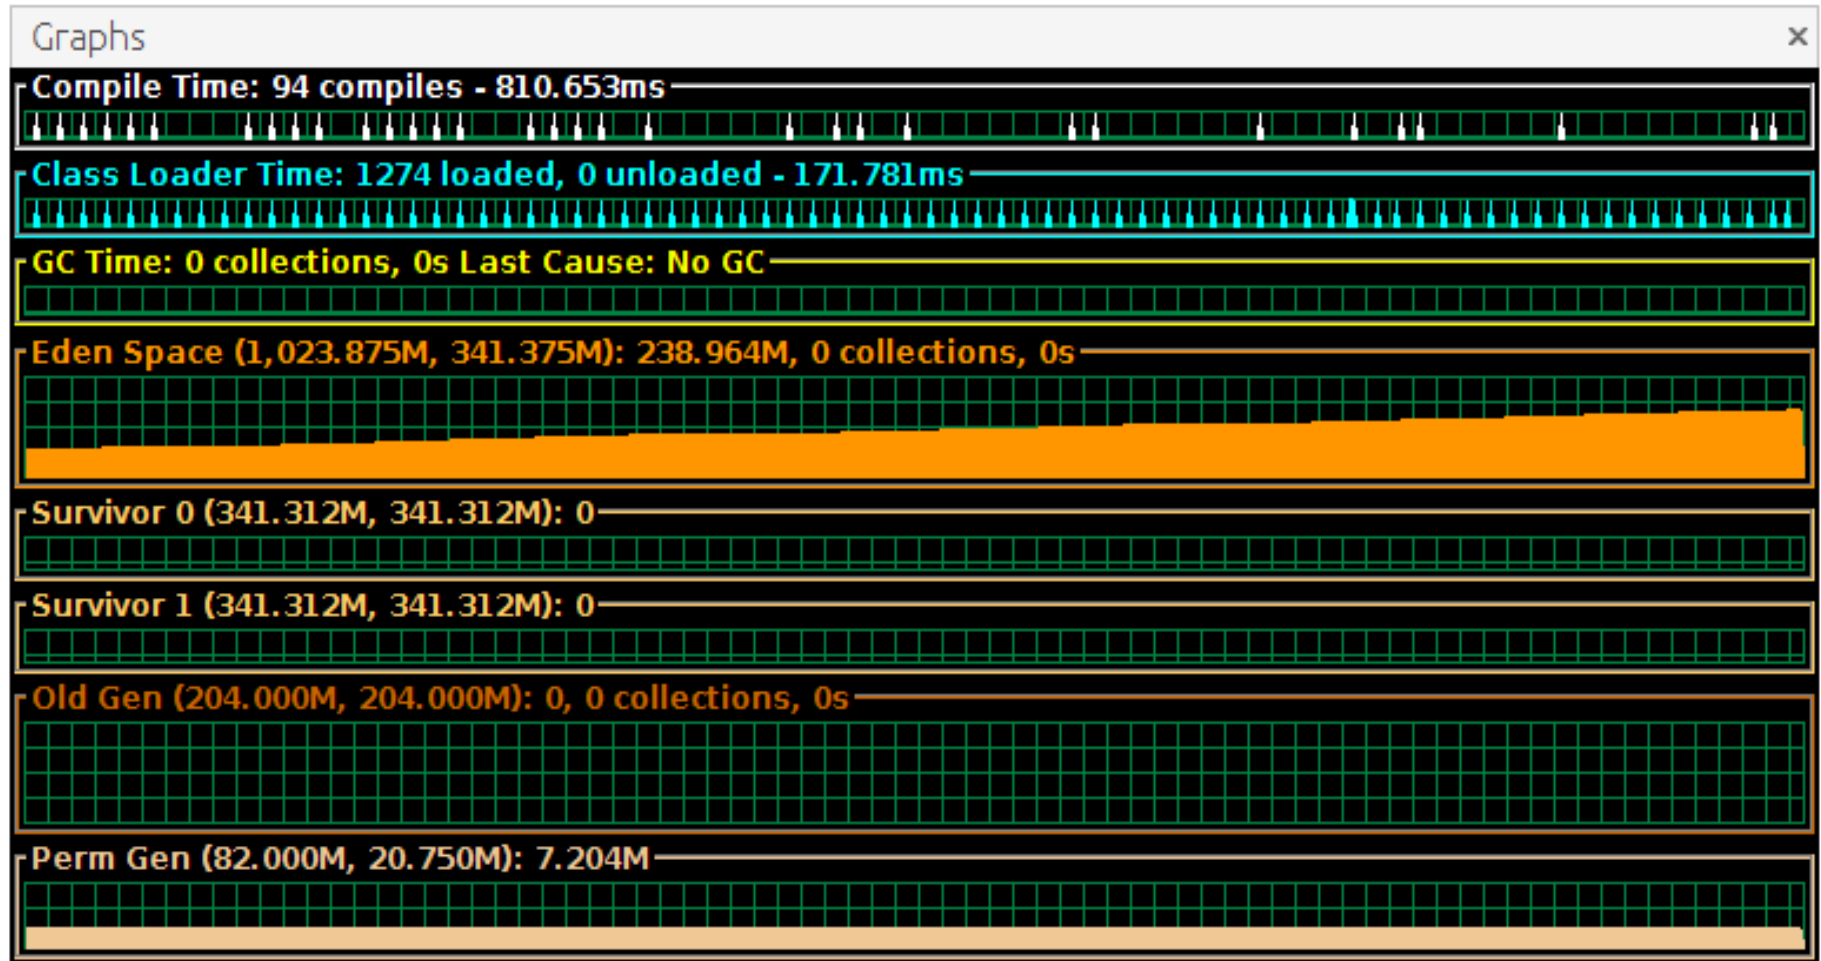 Graphs
Compile Time: 94 compiles - 810.653ms
Class Loader Time: 1274 loaded, 0 unloaded - 171.781ms
GC Time: 0 collections, 0s Last Cause: No GC
Eden Space (1,023.875M, 341.375M): 238.964M, 0 collections, 0s
Survivor 0 (341.312M, 341.312M): 0
Survivor 1 (341.312M, 341.312M): 0
Old Gen (204.000M, 204.000M): 0, 0 collections, 0s
Perm Gen (82.000M, 20.750M): 7.204M